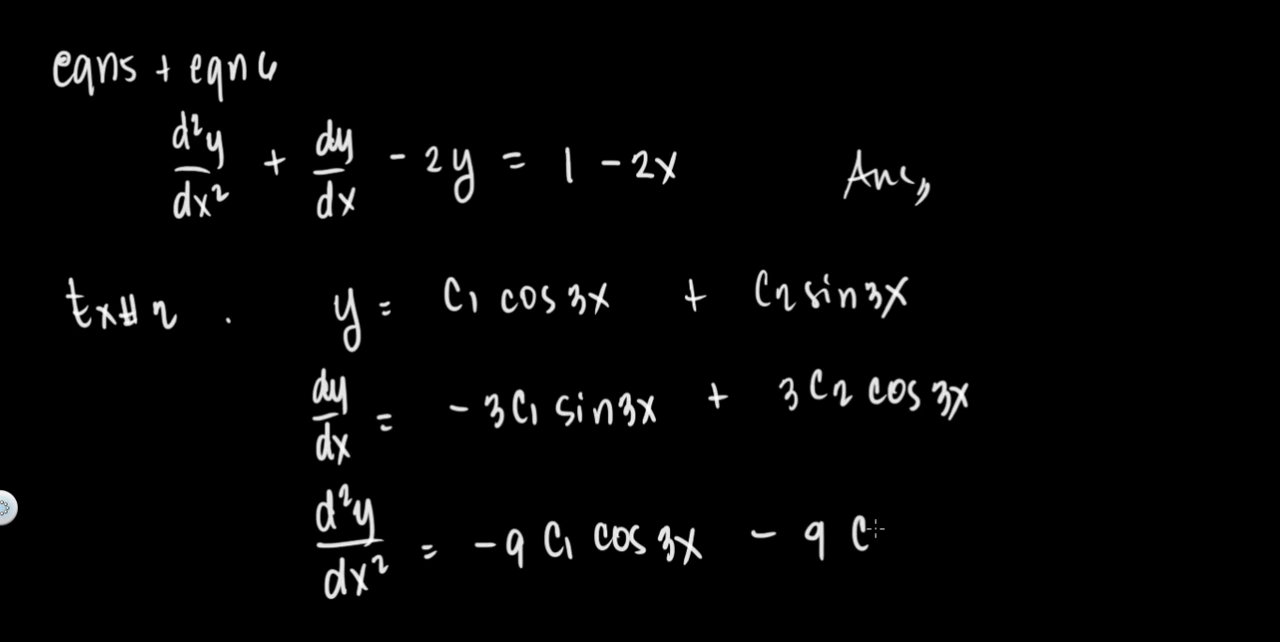 eqn5 + eqn6
d²y/dx² + dy/dx - 2y = 1 - 2x Ans,,
Ex# 2 . y = C1 cos 3x + C2 sin 3x
dy/dx = - 3C1 sin 3x + 3C2 cos 3x
d²y/dx² = - 9 C1 cos 3x - 9 C